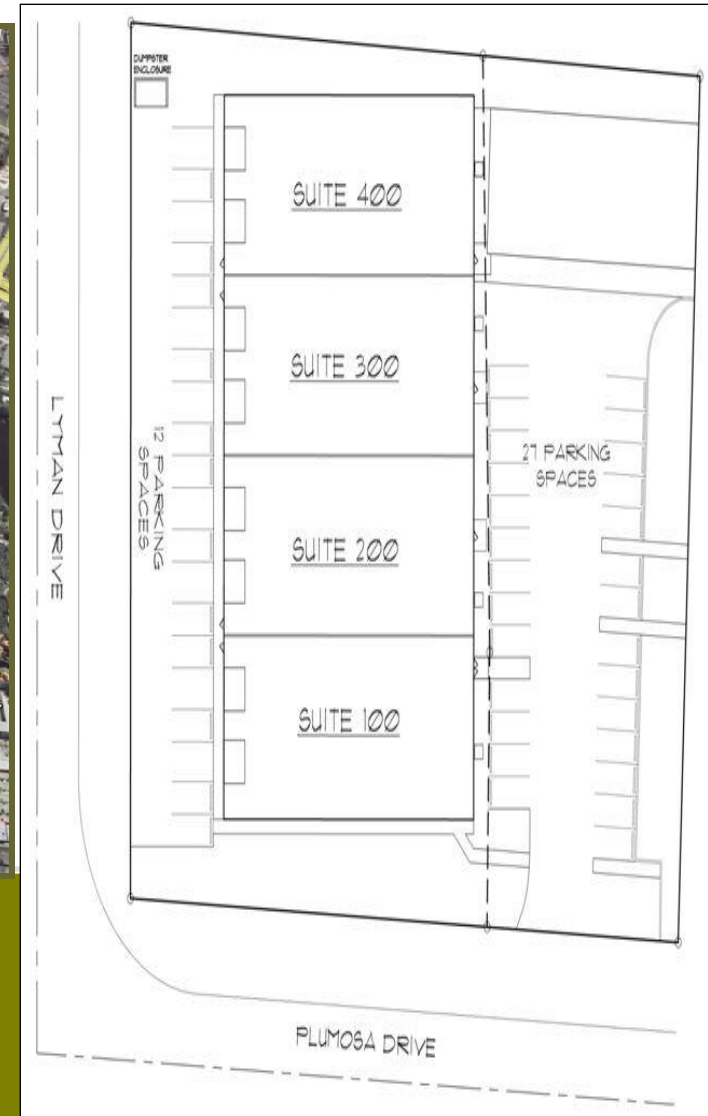 DUMPSTER
ENCLOSURE
SUITE 400
SUITE 300
SUITE 200
SUITE 100
12 PARKING
SPACES
27 PARKING
SPACES
LYMAN DRIVE
PLUMOSA DRIVE